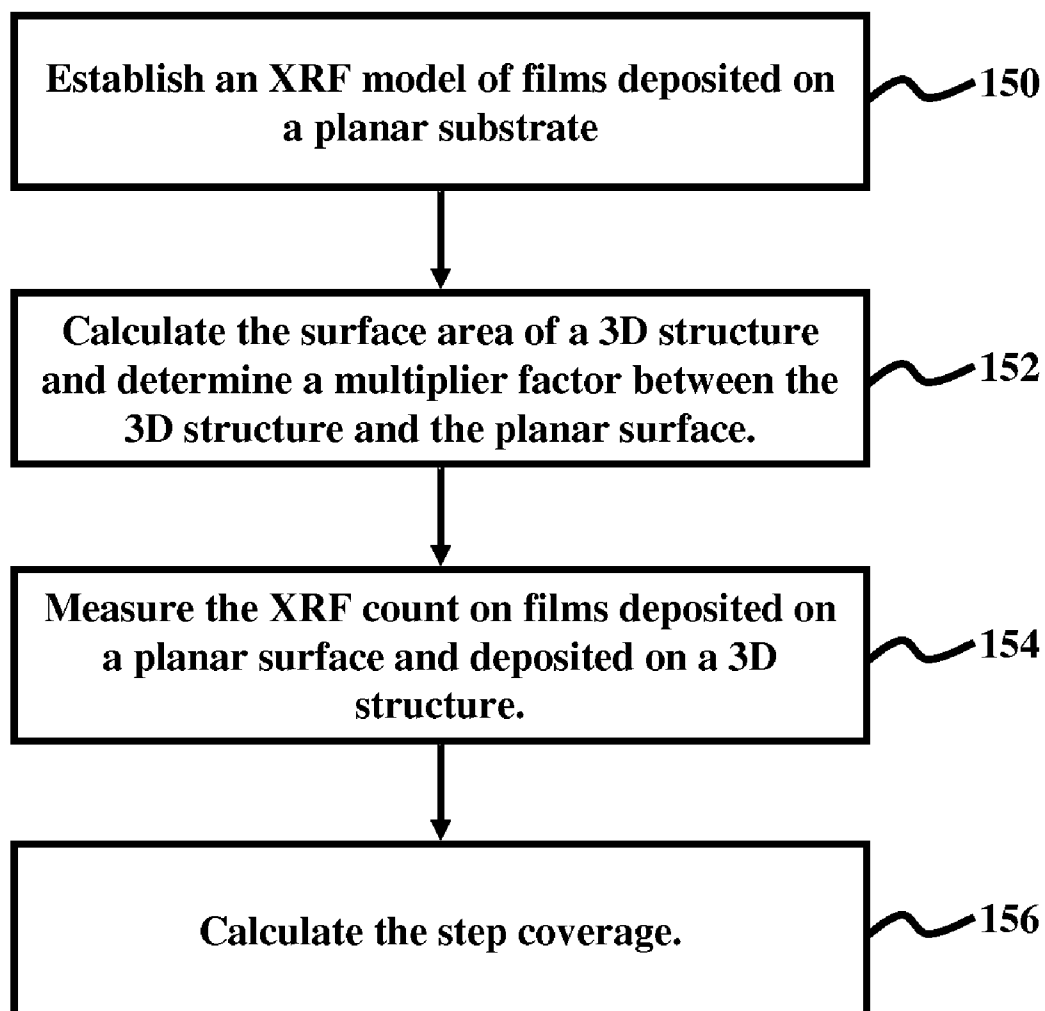 Establish an XRF model of films deposited on
a planar substrate
150
Calculate the surface area of a 3D structure
and determine a multiplier factor between the
3D structure and the planar surface.
152
Measure the XRF count on films deposited on
a planar surface and deposited on a 3D
structure.
154
Calculate the step coverage.
156